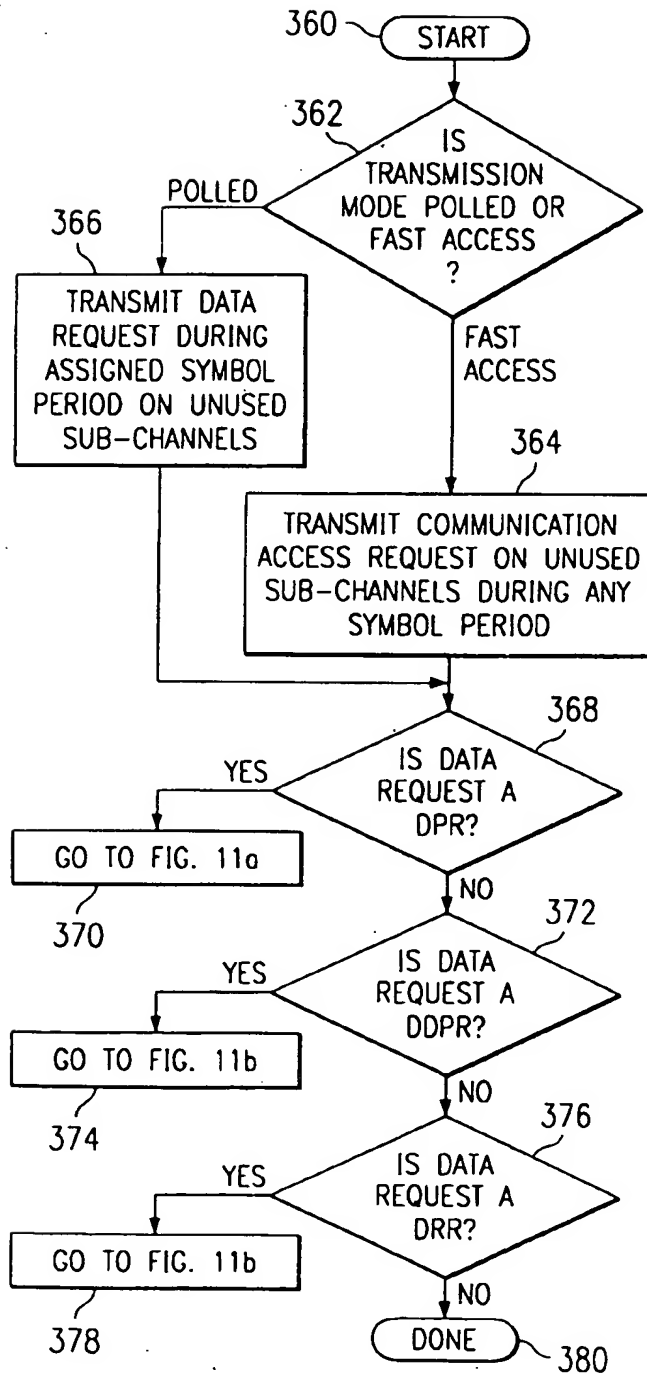 360
START
362
IS
TRANSMISSION
MODE POLLED OR
FAST ACCESS
?
POLLED
366
TRANSMIT DATA
REQUEST DURING
ASSIGNED SYMBOL
PERIOD ON UNUSED
SUB-CHANNELS
FAST
ACCESS
364
TRANSMIT COMMUNICATION
ACCESS REQUEST ON UNUSED
SUB-CHANNELS DURING ANY
SYMBOL PERIOD
368
IS DATA
REQUEST A
DPR?
YES
GO TO FIG. 11a
370
NO
372
IS DATA
REQUEST A
DDPR?
YES
GO TO FIG. 11b
374
NO
376
IS DATA
REQUEST A
DRR?
YES
GO TO FIG. 11b
378
NO
DONE
380